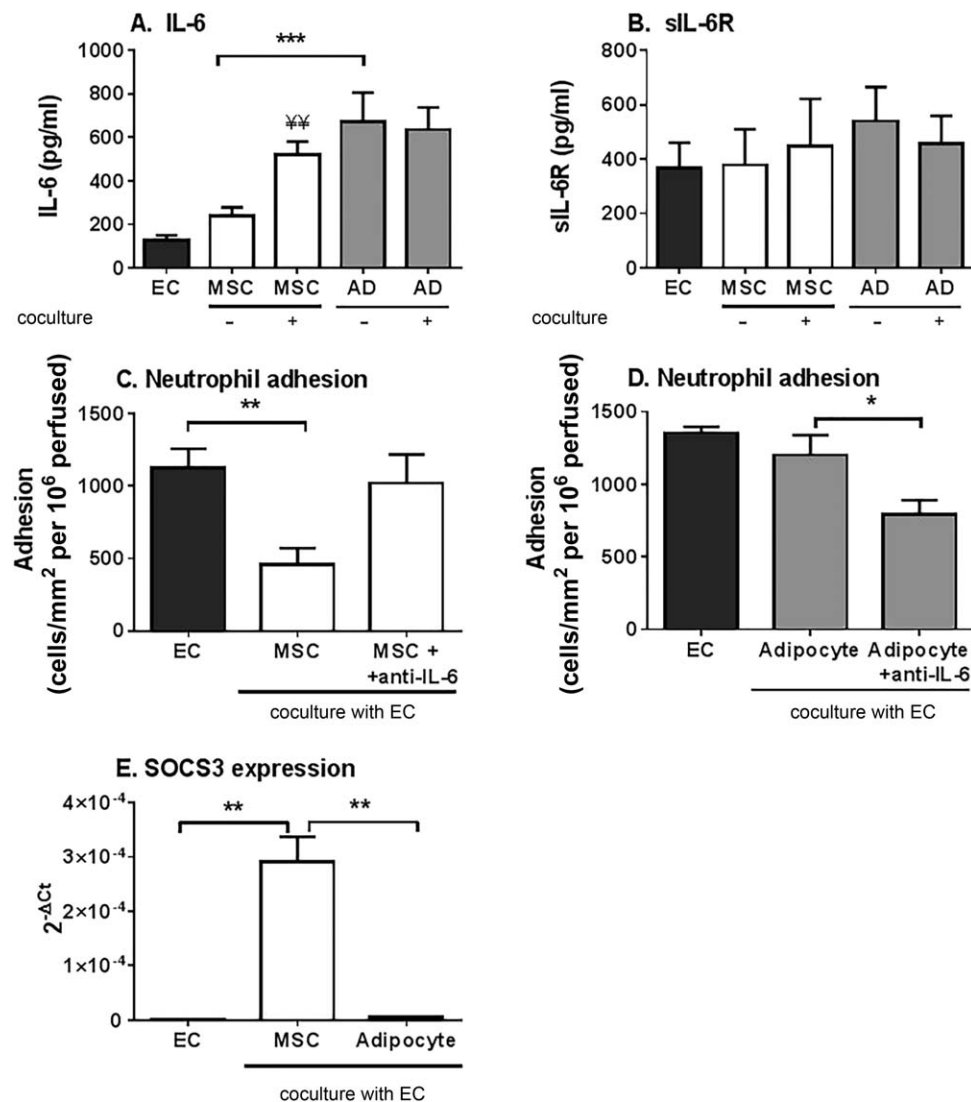 A. IL-6
***
1000
800
600
400
200
0
IL-6 (pg/ml)
¥¥
EC MSC MSC AD AD
coculture - + - +
B. sIL-6R
800
600
400
200
0
sIL-6R (pg/ml)
EC MSC MSC AD AD
coculture - + - +
C. Neutrophil adhesion
**
1500
1000
500
0
Adhesion
(cells/mm² per 10⁶ perfused)
EC MSC MSC +
+anti-IL-6
coculture with EC
D. Neutrophil adhesion
*
1500
1000
500
0
Adhesion
(cells/mm² per 10⁶ perfused)
EC Adipocyte Adipocyte
+anti-IL-6
coculture with EC
E. SOCS3 expression
** **
4×10⁻⁴
3×10⁻⁴
2×10⁻⁴
1×10⁻⁴
0
2^-ΔCt
EC MSC Adipocyte
coculture with EC